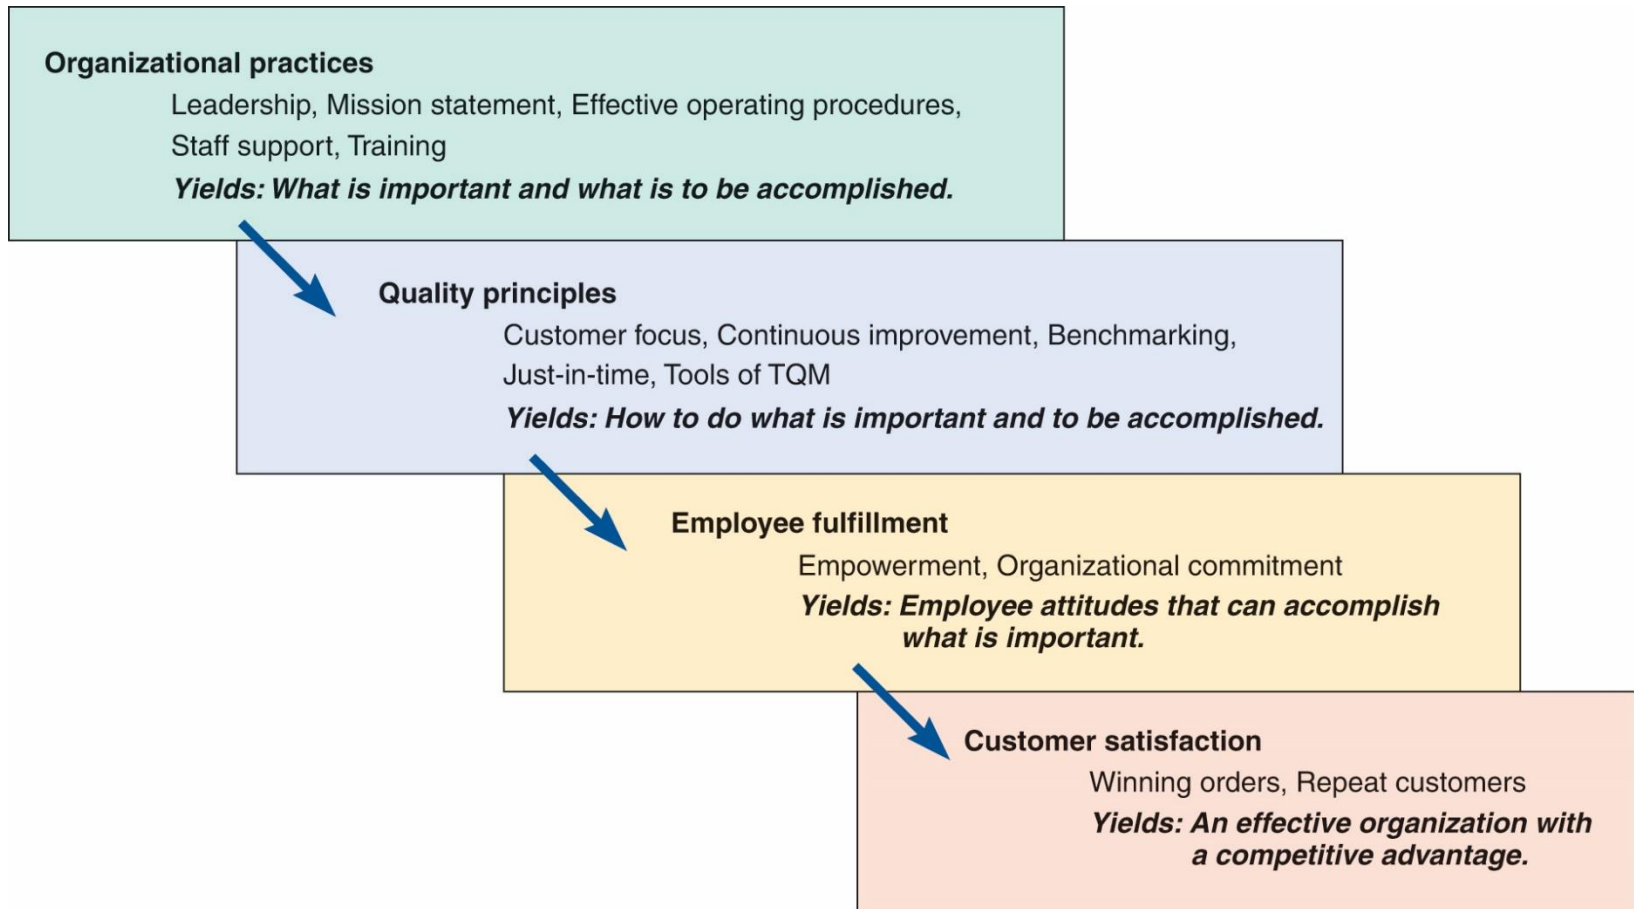 Organizational practices
Leadership, Mission statement, Effective operating procedures,
Staff support, Training
Yields: What is important and what is to be accomplished.
Quality principles
Customer focus, Continuous improvement, Benchmarking,
Just-in-time, Tools of TQM
Yields: How to do what is important and to be accomplished.
Employee fulfillment
Empowerment, Organizational commitment
Yields: Employee attitudes that can accomplish
what is important.
Customer satisfaction
Winning orders, Repeat customers
Yields: An effective organization with
a competitive advantage.